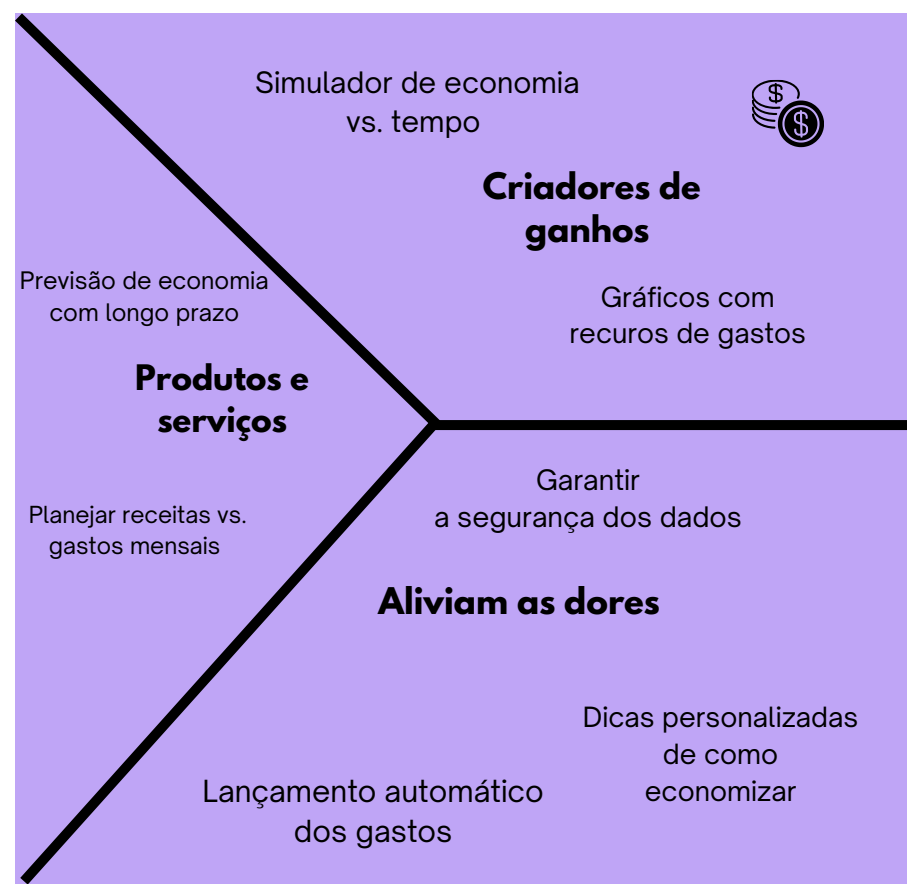 Simulador de economia
vs. tempo
$
$
Criadores de
ganhos
Gráficos com
recuros de gastos
Previsão de economia
com longo prazo
Produtos e
serviços
Planejar receitas vs.
gastos mensais
Garantir
a segurança dos dados
Aliviam as dores
Dicas personalizadas
de como
economizar
Lançamento automático
dos gastos